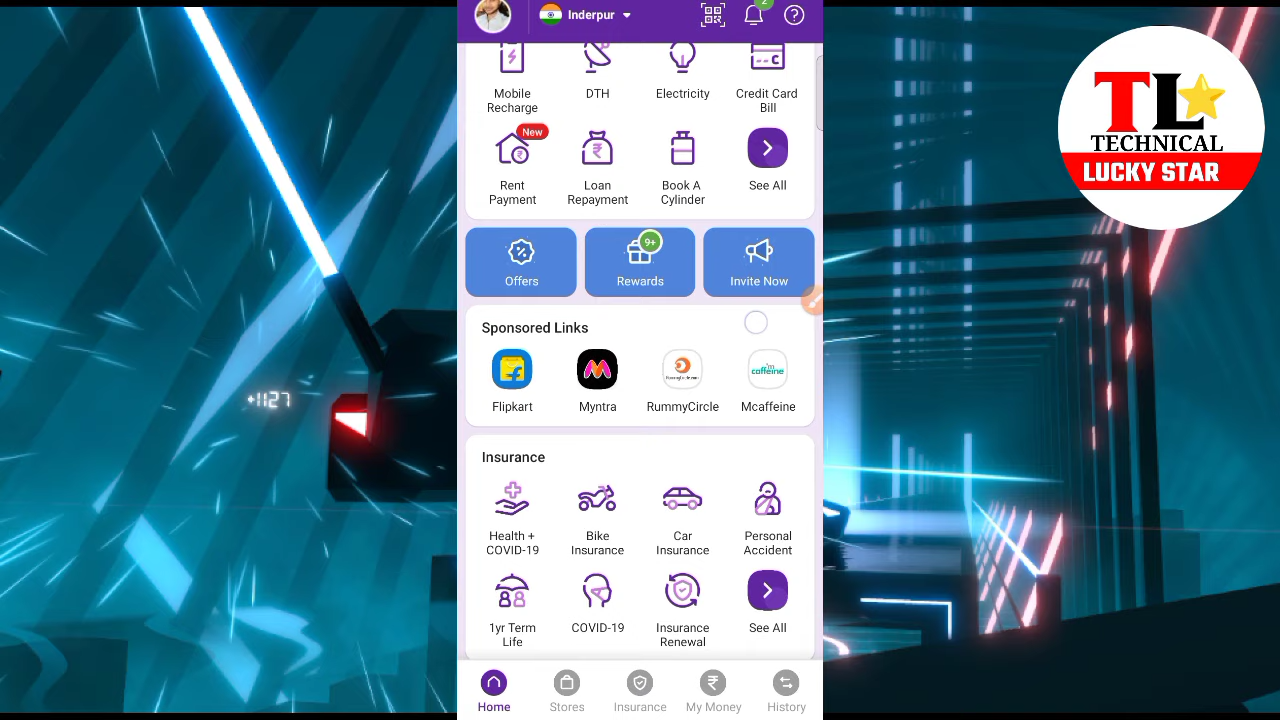 2
Inderpur
Mobile
Recharge
DTH
Electricity
Credit Card
Bill
New
Rent
Payment
Loan
Repayment
Book A
Cylinder
See All
9+
Offers
Rewards
Invite Now
Sponsored Links
m
caffeine
Flipkart
Myntra
RummyCircle
Mcaffeine
Insurance
Health +
COVID-19
Bike
Insurance
Car
Insurance
Personal
Accident
1yr Term
Life
COVID-19
Insurance
Renewal
See All
Home
Stores
Insurance
My Money
History
+1127
TL
TECHNICAL
LUCKY STAR